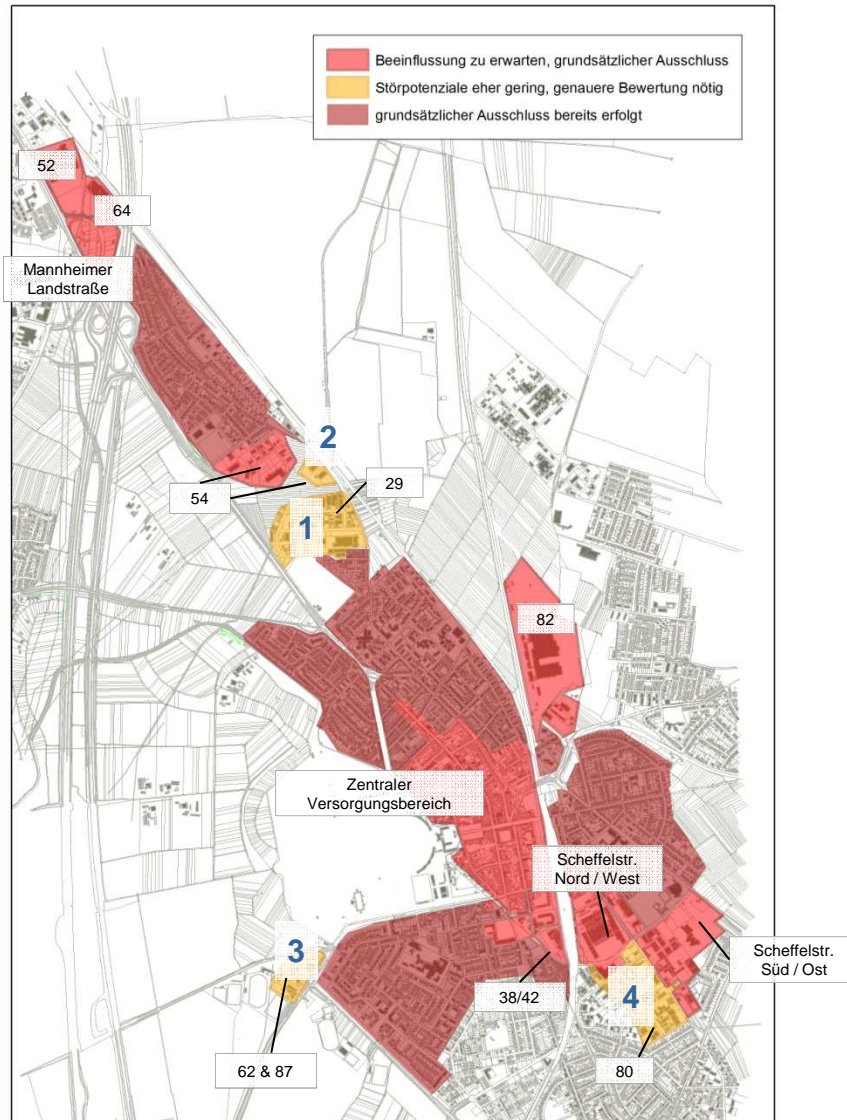 Beeinflussung zu erwarten, grundsätzlicher Ausschluss
Störpotenziale eher gering, genauere Bewertung nötig
grundsätzlicher Ausschluss bereits erfolgt
52
64
Mannheimer
Landstraße
2
54
29
1
82
Zentraler
Versorgungsbereich
Scheffelstr.
Nord / West
3
Scheffelstr.
Süd / Ost
38/42
4
62 & 87
80